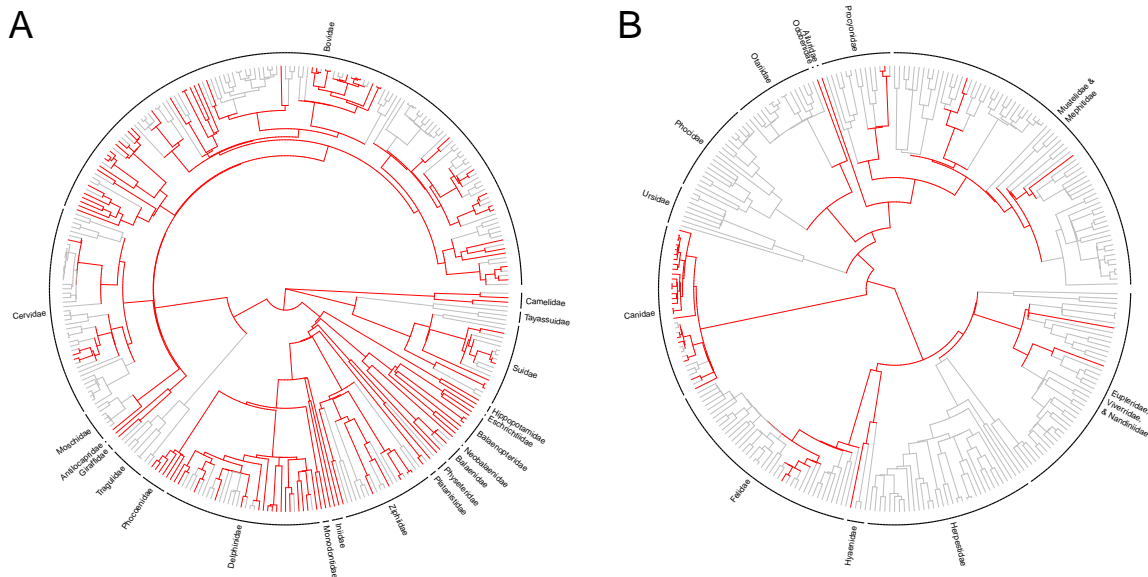 A
Bovidae
Cervidae
Moschidae
Antilocapridae
Giraffidae
Tragulidae
Phocoenidae
Delphinidae
Monodontidae
Iniidae
Ziphiidae
Platanistidae
Physeteridae
Balaenidae
Neobalaenidae
Balaenopteridae
Eschrichtiidae
Hippopotamidae
Suidae
Tayassuidae
Camelidae
B
Procyonidae
Ailuridae
Odobenidae
Otariidae
Phocidae
Ursidae
Canidae
Felidae
Hyaenidae
Herpestidae
Eupleridae,
Viverridae,
& Nandiniidae
Mustelidae &
Mephitidae